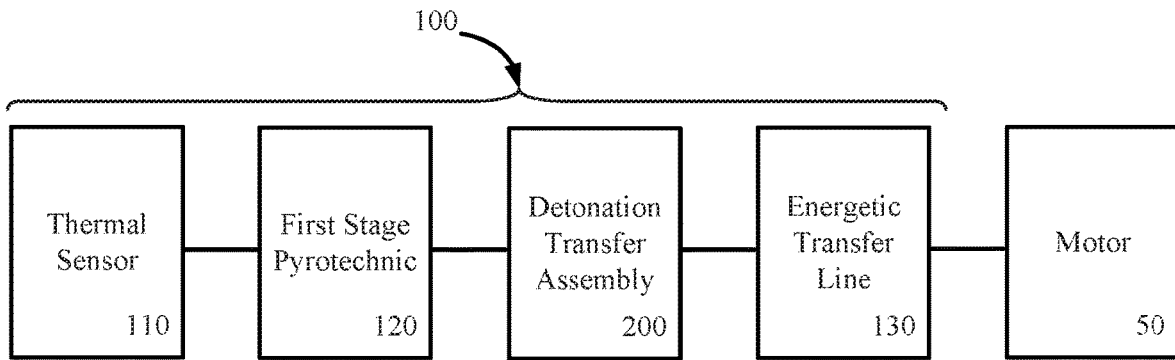 100
Thermal
Sensor
110
First Stage
Pyrotechnic
120
Detonation
Transfer
Assembly
200
Energetic
Transfer
Line
130
Motor
50